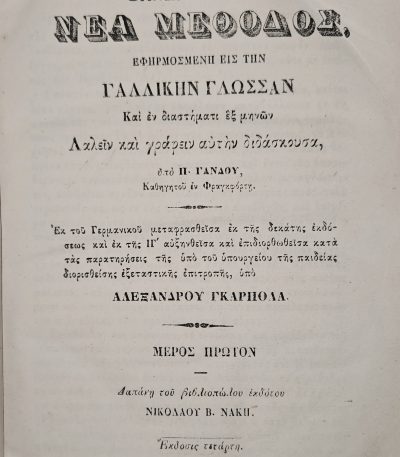 ΝΕΑ ΜΕΘΟΔΟΣ,
ΕΦΗΡΜΟΣΜΕΝΗ ΕΙΣ ΤΗΝ
ΓΑΛΛΙΚΗΝ ΓΛΩΣΣΑΝ
Καὶ ἐν διαστήματι ἓξ μηνῶν
Λαλεῖν καὶ γράφειν αὐτὴν διδάσκουσα,
ὑπὸ Π. ΓΑΝΔΟΥ,
Καθηγητοῦ ἐν Φραγκφόρτῃ.
Ἐκ τοῦ Γερμανικοῦ μεταφρασθεῖσα ἐκ τῆς δεκάτης ἐκδό-
σεως καὶ ἐκ τῆς ΙΓʹ αὐξηνθεῖσα καὶ ἐπιδιορθωθεῖσα κατὰ
τὰς παρατηρήσεις τῆς ὑπὸ τοῦ ὑπουργείου τῆς παιδείας
διορισθείσης ἐξεταστικῆς ἐπιτροπῆς, ὑπὸ
ΑΛΕΞΑΝΔΡΟΥ ΓΚΑΡΠΟΛΑ.
ΜΕΡΟΣ ΠΡΩΤΟΝ
Δαπάνῃ τοῦ βιβλιοπώλου ἐκδότου
ΝΙΚΟΛΑΟΥ Β. ΝΑΚΗ.
Ἔκδοσις τετάρτη.